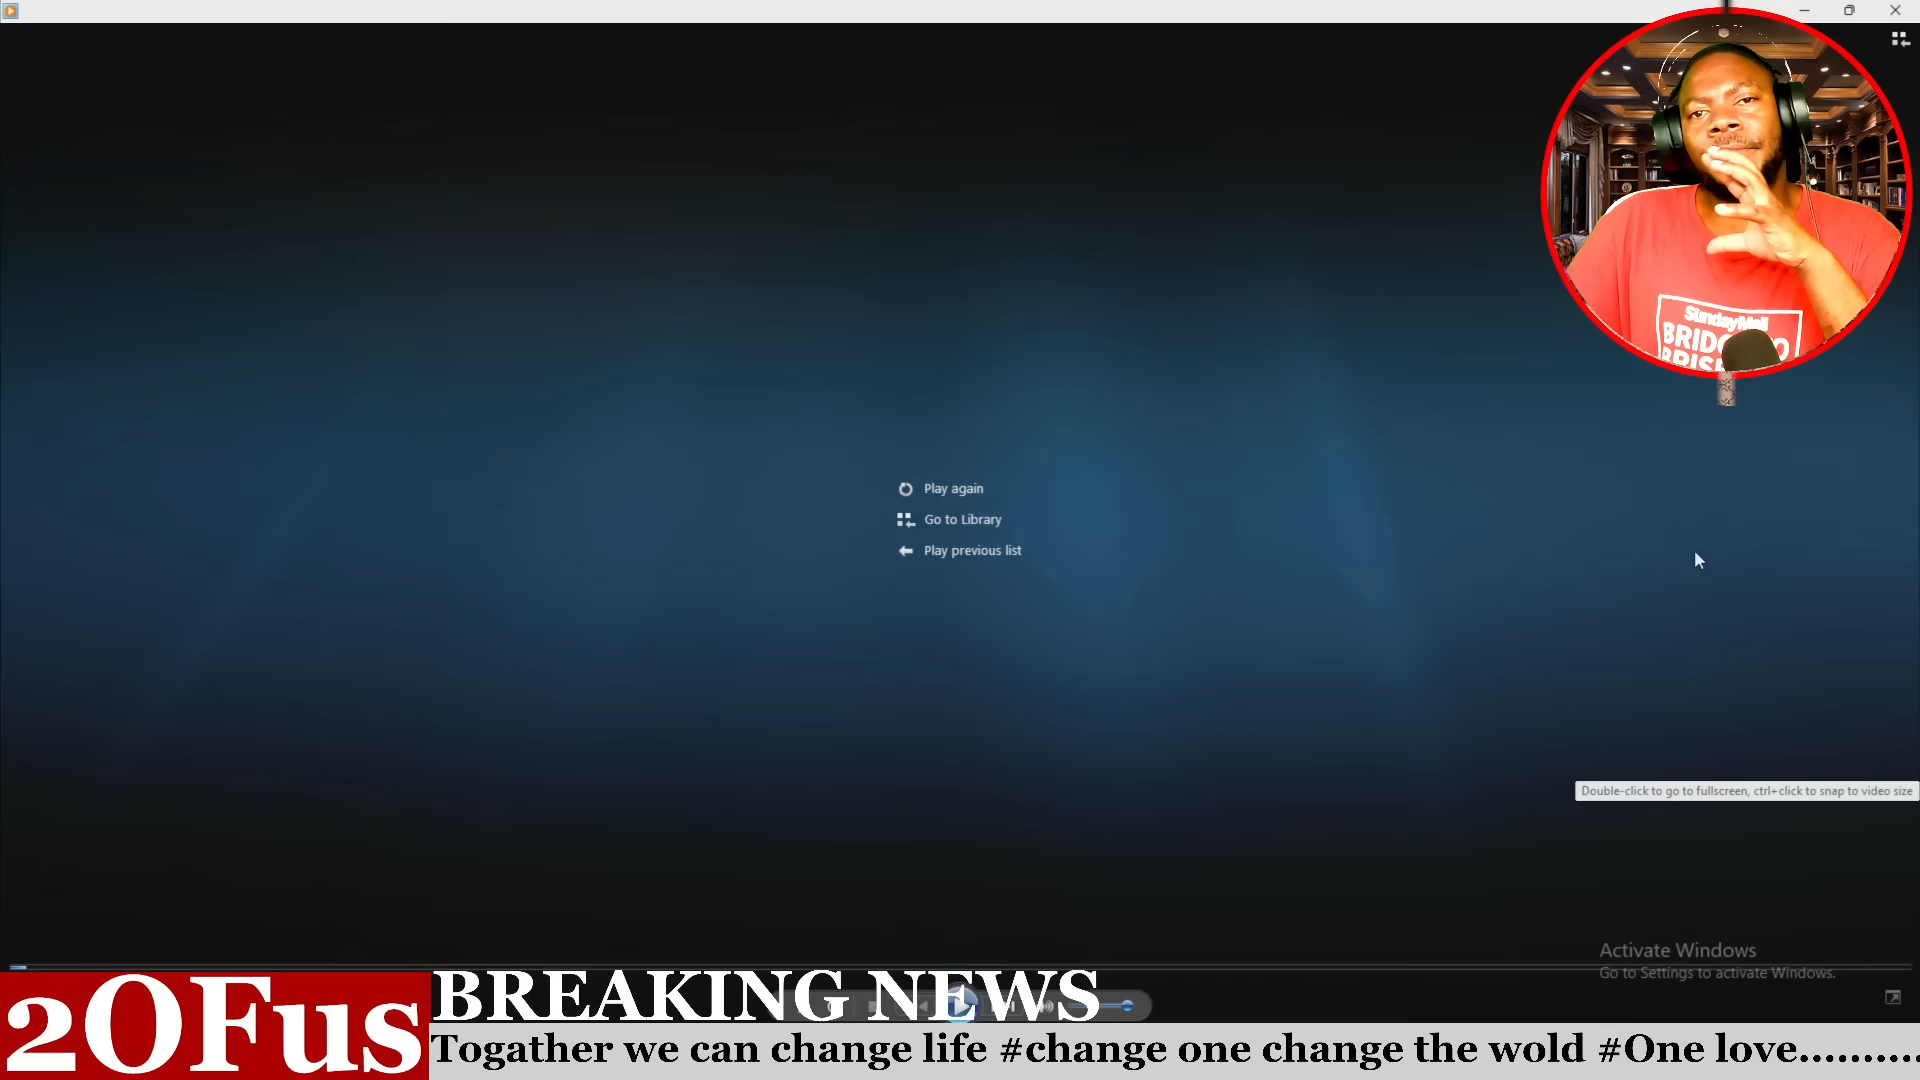 SundayMail
Play again
Go to Library
Play previous list
Double-click to go to fullscreen, ctrl+click to snap to video size
Activate Windows
Go to Settings to activate Windows.
2OFus
BREAKING NEWS
Togather we can change life #change one change the wold #One love..........